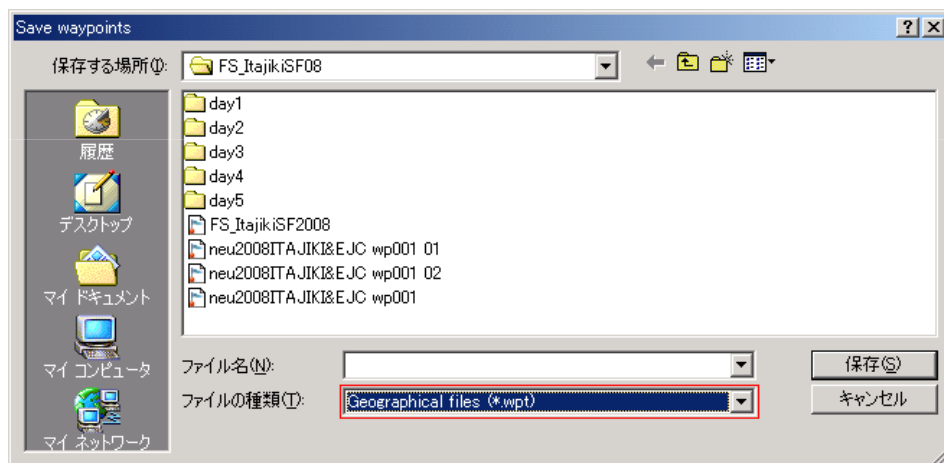 Save waypoints
保存する場所(I):
FS_ItajikiSF08
履歴
デスクトップ
マイ ドキュメント
マイ コンピュータ
マイ ネットワーク
day1
day2
day3
day4
day5
FS_ItajikiSF2008
neu2008ITAJIKI&EJC wp001 01
neu2008ITAJIKI&EJC wp001 02
neu2008ITAJIKI&EJC wp001
ファイル名(N):
保存(S)
ファイルの種類(T):
Geographical files (*.wpt)
キャンセル